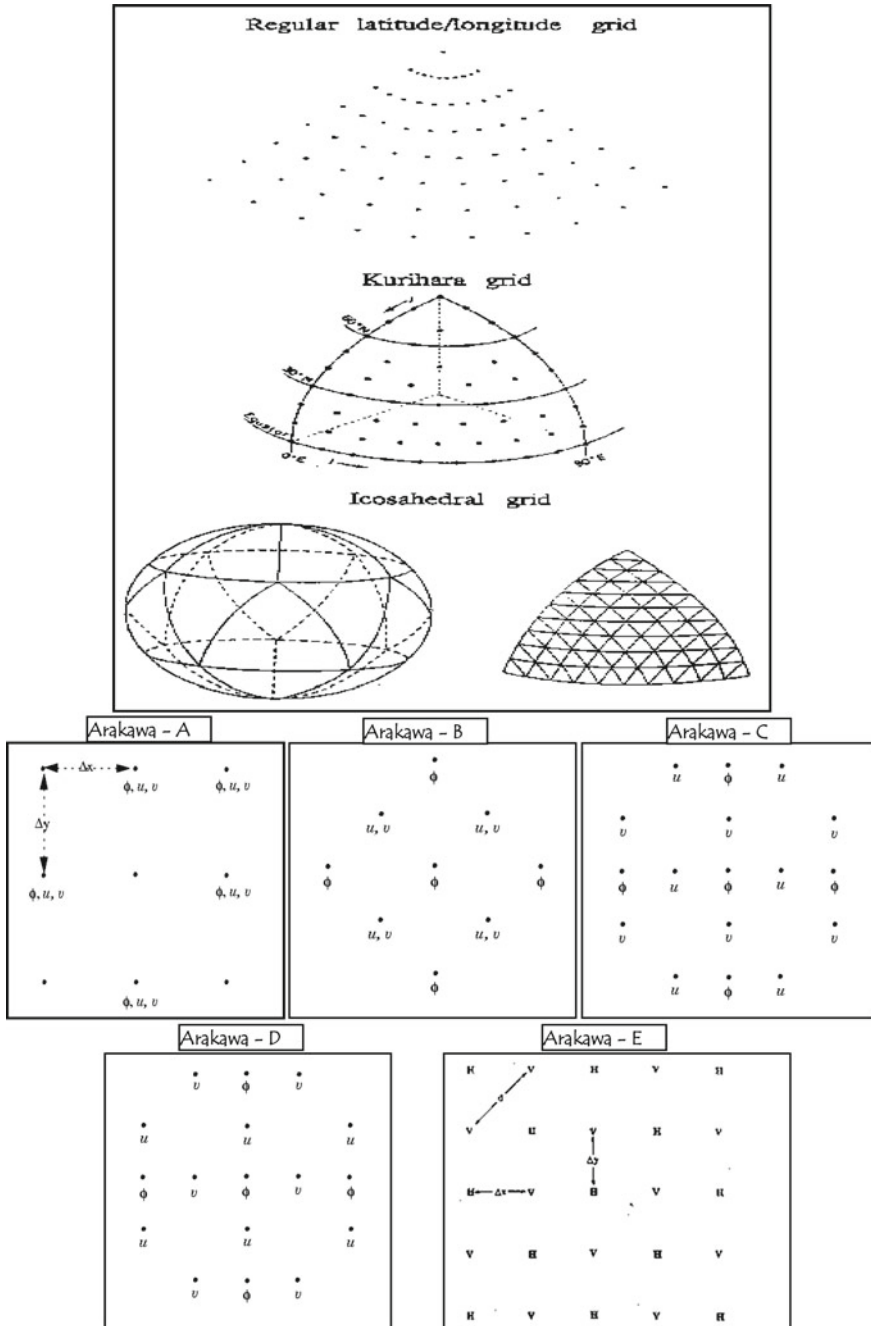 Regular latitude/longitude grid
Kurihara grid
60°N
30°N
Equator
0°E
90°E
Icosahedral grid
Arakawa – A
Arakawa – B
Arakawa – C
Δx
ϕ, u, v ϕ, u, v
Δy
ϕ, u, v ϕ, u, v
ϕ, u, v
ϕ
u, v u, v
ϕ ϕ ϕ
u, v u, v
ϕ
u ϕ u
v v v
ϕ u ϕ u ϕ
v v v
u ϕ u
Arakawa – D
Arakawa – E
v ϕ v
u u u
ϕ v ϕ v ϕ
u u u
v ϕ v
H V H V H
d
V H V H V
Δy
H Δx V H V H
V H V H V
H V H V H